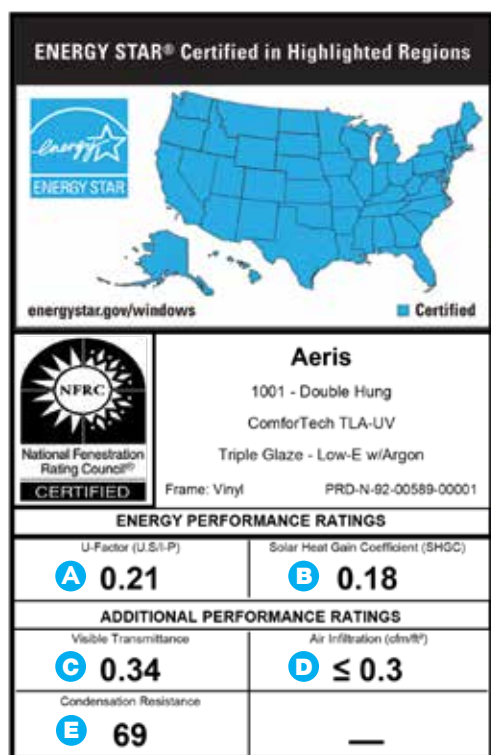 ENERGY STAR® Certified in Highlighted Regions
energy
ENERGY STAR
energystar.gov/windows
Certified
NFRC
National Fenestration
Rating Council®
CERTIFIED
Aeris
1001 - Double Hung
ComforTech TLA-UV
Triple Glaze - Low-E w/Argon
Frame: Vinyl PRD-N-92-00589-00001
ENERGY PERFORMANCE RATINGS
U-Factor (U.S/I-P)
A 0.21
Solar Heat Gain Coefficient (SHGC)
B 0.18
ADDITIONAL PERFORMANCE RATINGS
Visible Transmittance
C 0.34
Air Infiltration (cfm/ft²)
D ≤ 0.3
Condensation Resistance
E 69
—